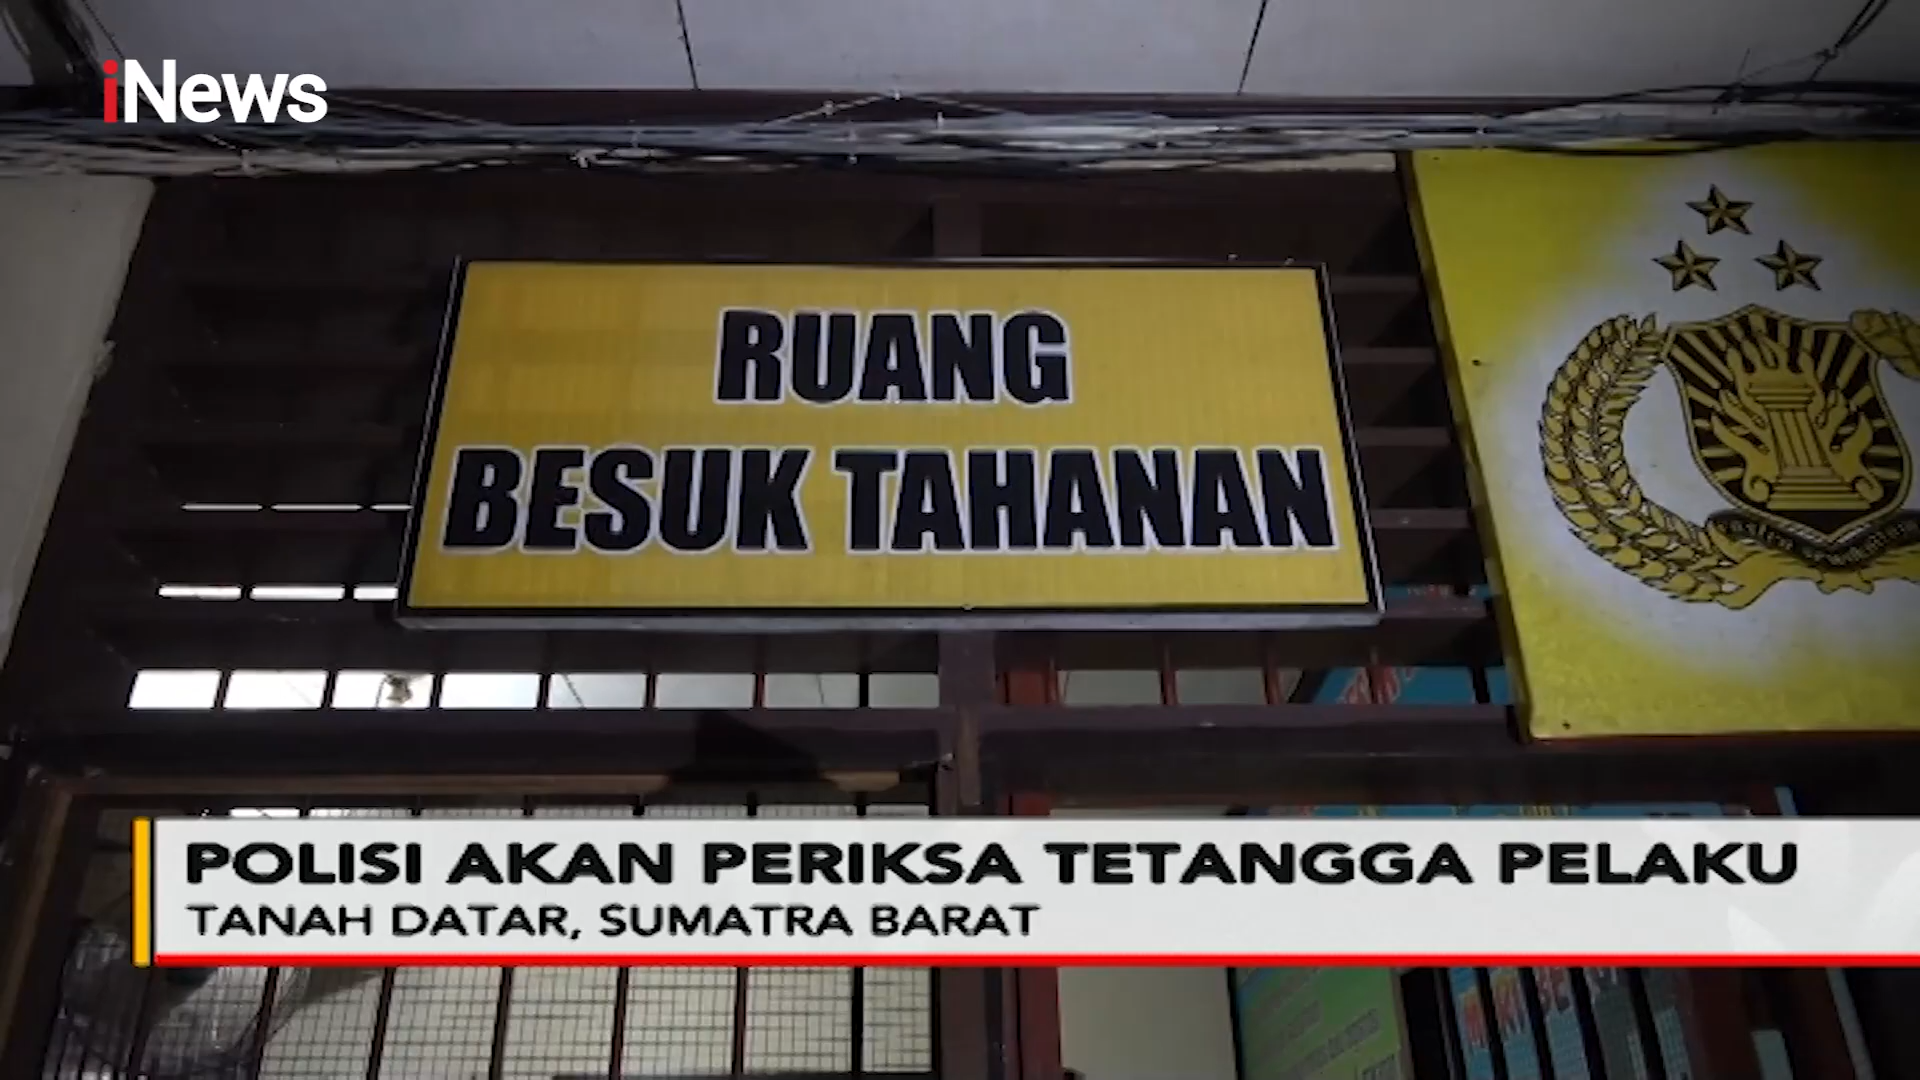 iNews
RUANG
BESUK TAHANAN
POLISI AKAN PERIKSA TETANGGA PELAKU
TANAH DATAR, SUMATRA BARAT